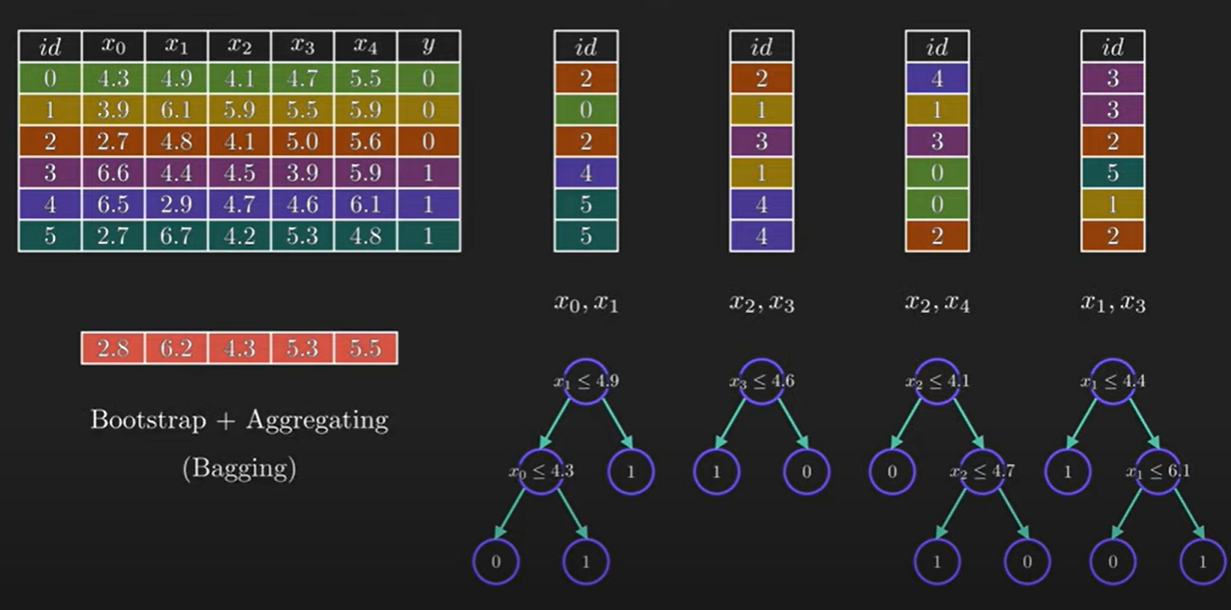 id x₀ x₁ x₂ x₃ x₄ y
0 4.3 4.9 4.1 4.7 5.5 0
1 3.9 6.1 5.9 5.5 5.9 0
2 2.7 4.8 4.1 5.0 5.6 0
3 6.6 4.4 4.5 3.9 5.9 1
4 6.5 2.9 4.7 4.6 6.1 1
5 2.7 6.7 4.2 5.3 4.8 1
2.8 6.2 4.3 5.3 5.5
Bootstrap + Aggregating
(Bagging)
id
2
0
2
4
5
5
x₀, x₁
x₁ ≤ 4.9
x₀ ≤ 4.3
1
0
1
id
2
1
3
1
4
4
x₂, x₃
x₃ ≤ 4.6
1
0
id
4
1
3
0
0
2
x₂, x₄
x₂ ≤ 4.1
0
x₂ ≤ 4.7
1
0
id
3
3
2
5
1
2
x₁, x₃
x₁ ≤ 4.4
1
x₁ ≤ 6.1
0
1